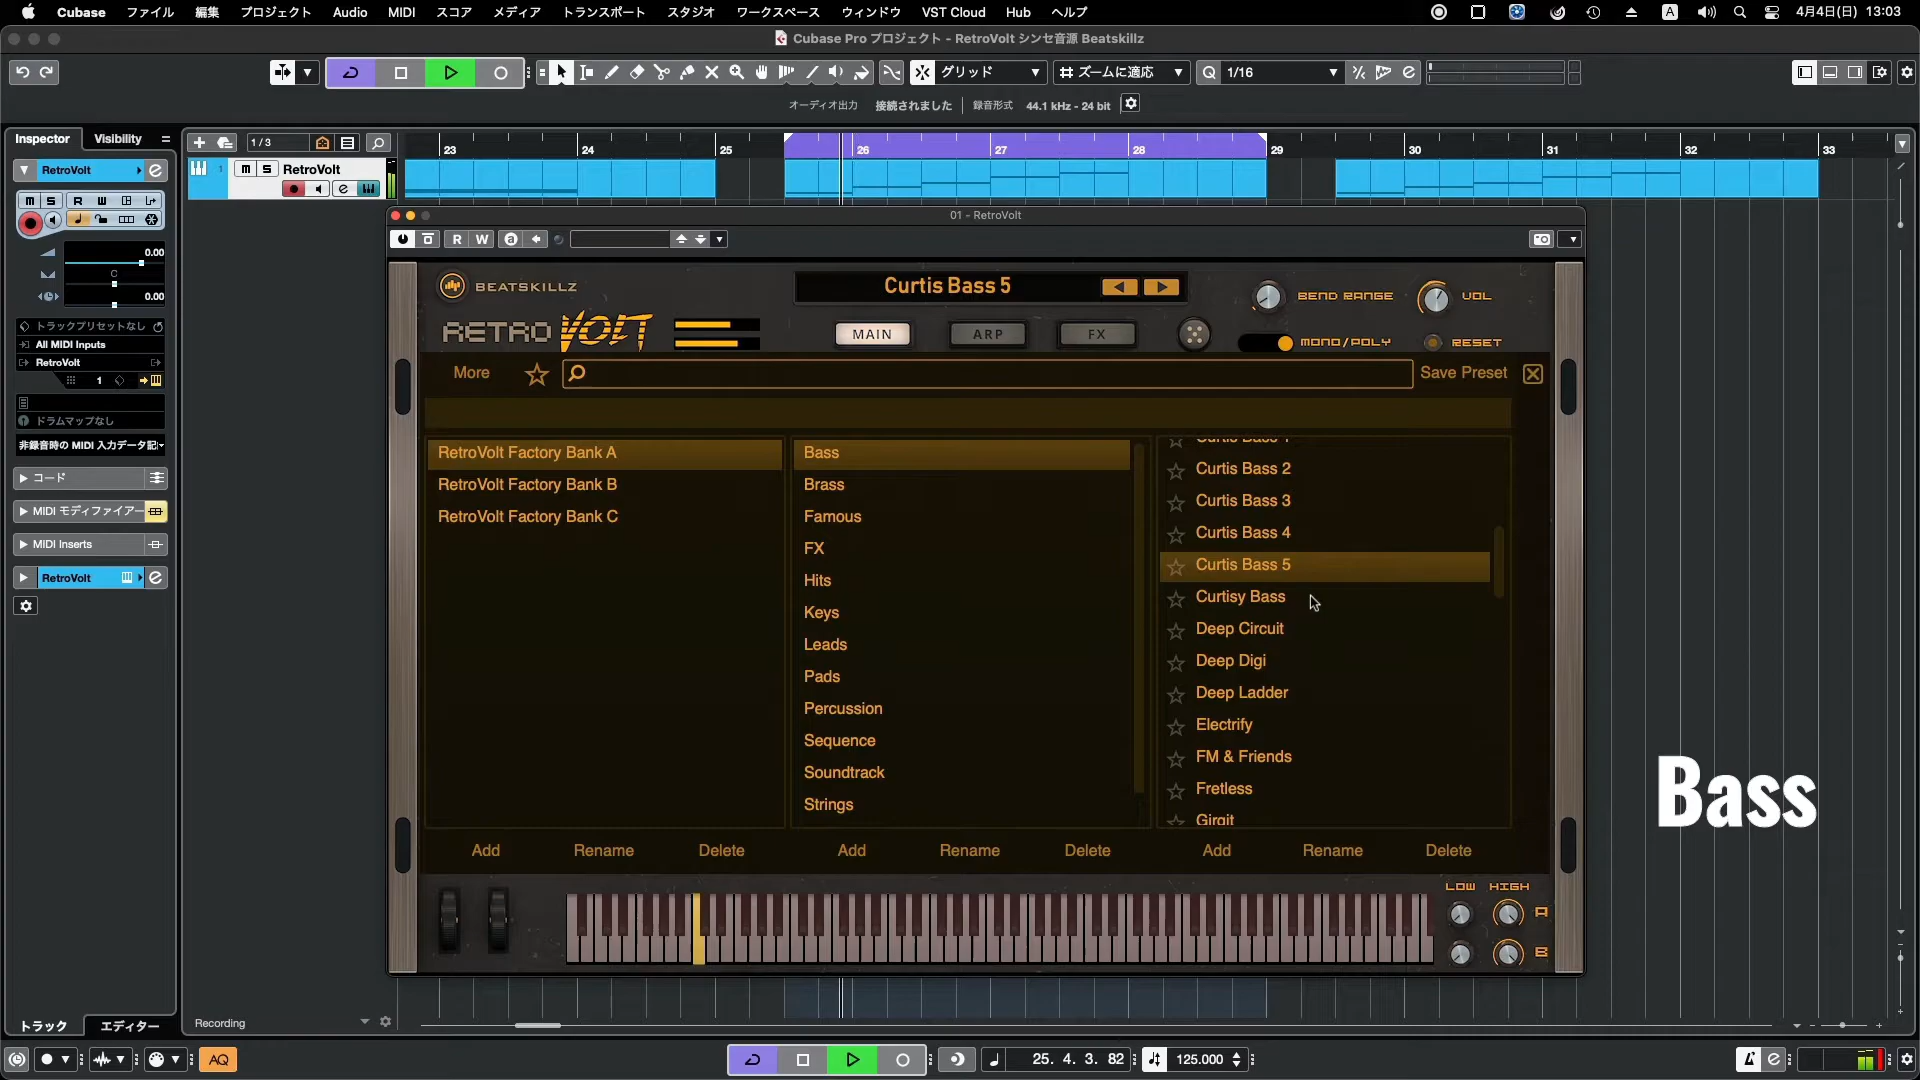 Cubase ファイル 編集 プロジェクト Audio MIDI スコア メディア トランスポート スタジオ ワークスペース ウィンドウ VST Cloud Hub ヘルプ
A 4月4日(日) 13:03
Cubase Pro プロジェクト - RetroVolt シンセ音源 Beatskillz
グリッド ズームに適応 1/16
オーディオ出力 接続されました 録音形式 44.1 kHz - 24 bit
Inspector Visibility
1 / 3
23 24 25 26 27 28 29 30 31 32 33
RetroVolt
1 m S RetroVolt
m S R W
0.00
C
0.00
トラックプリセットなし
All MIDI Inputs
RetroVolt
1
ドラムマップなし
非録音時の MIDI 入力データ記
コード
MIDI モディファイアー
MIDI Inserts
RetroVolt
01 - RetroVolt
R W
BEATSKILLZ
Curtis Bass 5
BEND RANGE VOL
RETRO VOLT
MAIN ARP FX
MONO/POLY RESET
More Save Preset
RetroVolt Factory Bank A
RetroVolt Factory Bank B
RetroVolt Factory Bank C
Bass
Brass
Famous
FX
Hits
Keys
Leads
Pads
Percussion
Sequence
Soundtrack
Strings
Curtis Bass 1
Curtis Bass 2
Curtis Bass 3
Curtis Bass 4
Curtis Bass 5
Curtisy Bass
Deep Circuit
Deep Digi
Deep Ladder
Electrify
FM & Friends
Fretless
Girgit
Add Rename Delete Add Rename Delete Add Rename Delete
LOW HIGH
A
B
Bass
トラック エディター
Recording
AQ
25. 4. 3. 82
125.000